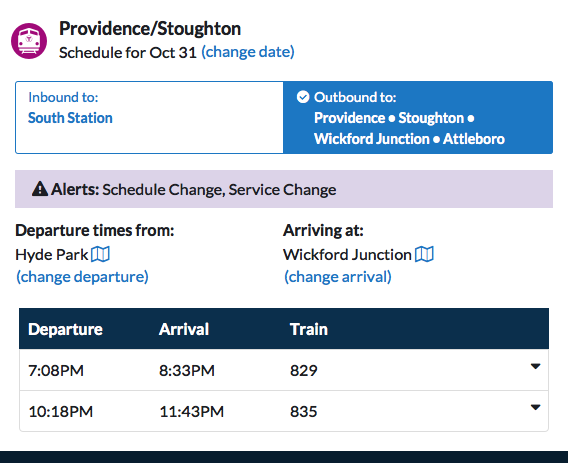 Providence/Stoughton
Schedule for Oct 31 (change date)
Inbound to:
South Station
Outbound to:
Providence • Stoughton •
Wickford Junction • Attleboro
Alerts: Schedule Change, Service Change
Departure times from:
Hyde Park
(change departure)
Arriving at:
Wickford Junction
(change arrival)
Departure Arrival Train
7:08PM 8:33PM 829
10:18PM 11:43PM 835